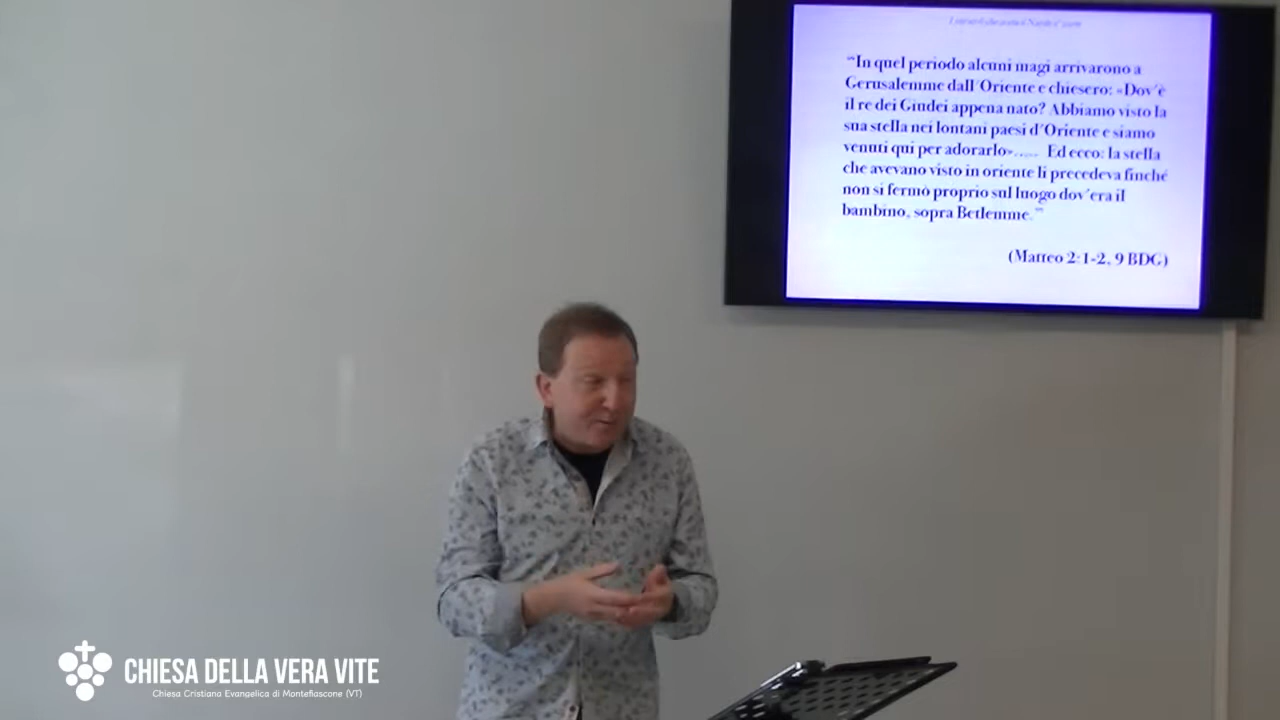 “In quel periodo alcuni magi arrivarono a
Gerusalemme dall'Oriente e chiesero: «Dov'è
il re dei Giudei appena nato? Abbiamo visto la
sua stella nei lontani paesi d'Oriente e siamo
venuti qui per adorarlo»..... Ed ecco: la stella
che avevano visto in oriente li precedeva finché
non si fermò proprio sul luogo dov'era il
bambino, sopra Betlemme.”
(Matteo 2:1-2, 9 BDG)
CHIESA DELLA VERA VITE
Chiesa Cristiana Evangelica di Montefiascone (VT)